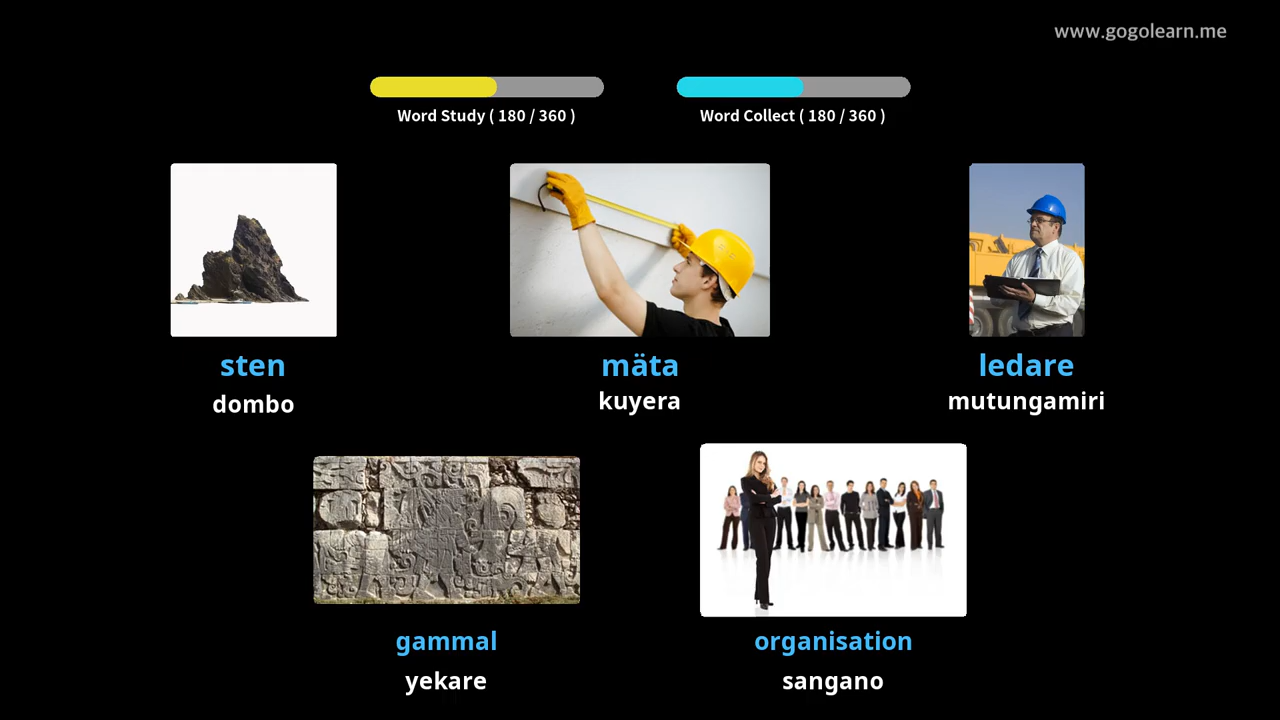 www.gogolearn.me
Word Study ( 180 / 360 )
Word Collect ( 180 / 360 )
sten
dombo
mäta
kuyera
ledare
mutungamiri
gammal
yekare
organisation
sangano